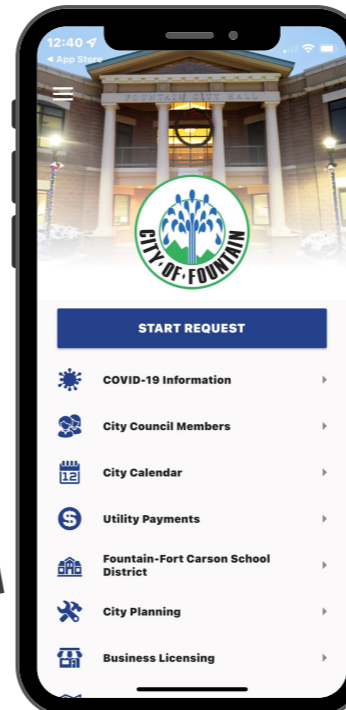 12:40
◀ App Store
FOUNTAIN CITY HALL
CITY·OF·FOUNTAIN
START REQUEST
COVID-19 Information
City Council Members
12
City Calendar
Utility Payments
Fountain-Fort Carson School
District
City Planning
Business Licensing